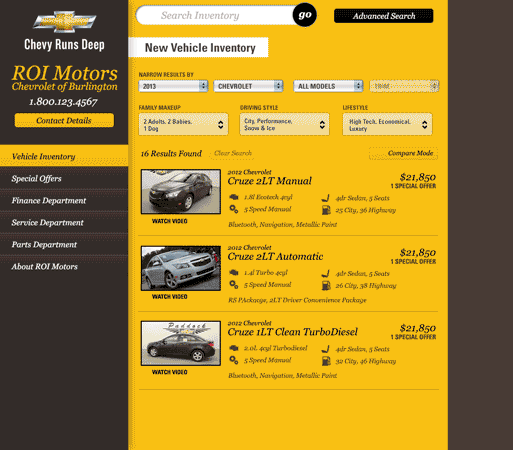 Search Inventory
go
Advanced Search
Chevy Runs Deep
ROI Motors
Chevrolet of Burlington
1.800.123.4567
Contact Details
Vehicle Inventory
Special Offers
Finance Department
Service Department
Parts Department
About ROI Motors
New Vehicle Inventory
NARROW RESULTS BY
2013
CHEVROLET
ALL MODELS
TRIM
FAMILY MAKEUP
DRIVING STYLE
LIFESTYLE
2 Adults, 2 Babies,
1 Dog
City, Performance,
Snow & Ice
High Tech, Economical,
Luxury
16 Results Found
Clear Search
Compare Mode
2012 Chevrolet
Cruze 2LT Manual
$21,850
1 SPECIAL OFFER
1.8l Ecotech 4cyl
4dr Sedan, 5 Seats
5 Speed Manual
25 City, 36 Highway
Bluetooth, Navigation, Metallic Paint
WATCH VIDEO
2012 Chevrolet
Cruze 2LT Automatic
$21,850
1 SPECIAL OFFER
1.4l Turbo 4cyl
4dr Sedan, 5 Seats
5 Speed Manual
26 City, 38 Highway
RS PAckage, 2LT Driver Convenience Package
WATCH VIDEO
2012 Chevrolet
Cruze 1LT Clean TurboDiesel
$21,850
1 SPECIAL OFFER
Paddock
2.0L 4cyl Turbodiesel
4dr Sedan, 5 Seats
5 Speed Manual
30 City, 46 Highway
Bluetooth, Navigation, Metallic Paint
WATCH VIDEO